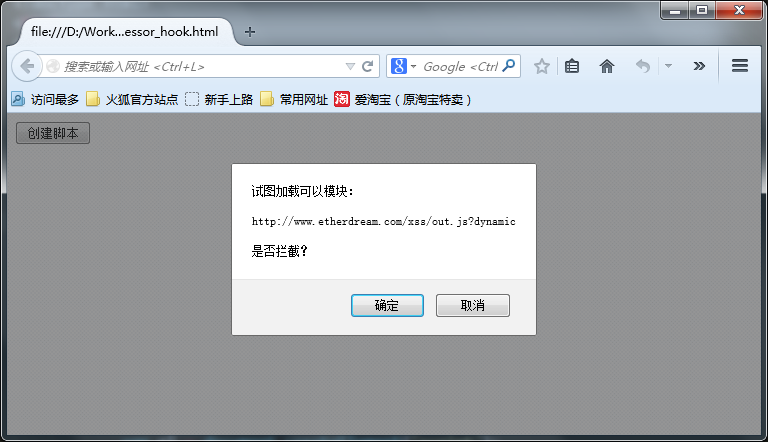 file:///D:/Work...essor_hook.html
搜索或输入网址 <Ctrl+L>
Google <Ctrl
访问最多 火狐官方站点 新手上路 常用网址 淘 爱淘宝（原淘宝特卖）
创建脚本
试图加载可以模块：
http://www.etherdream.com/xss/out.js?dynamic
是否拦截？
确定 取消